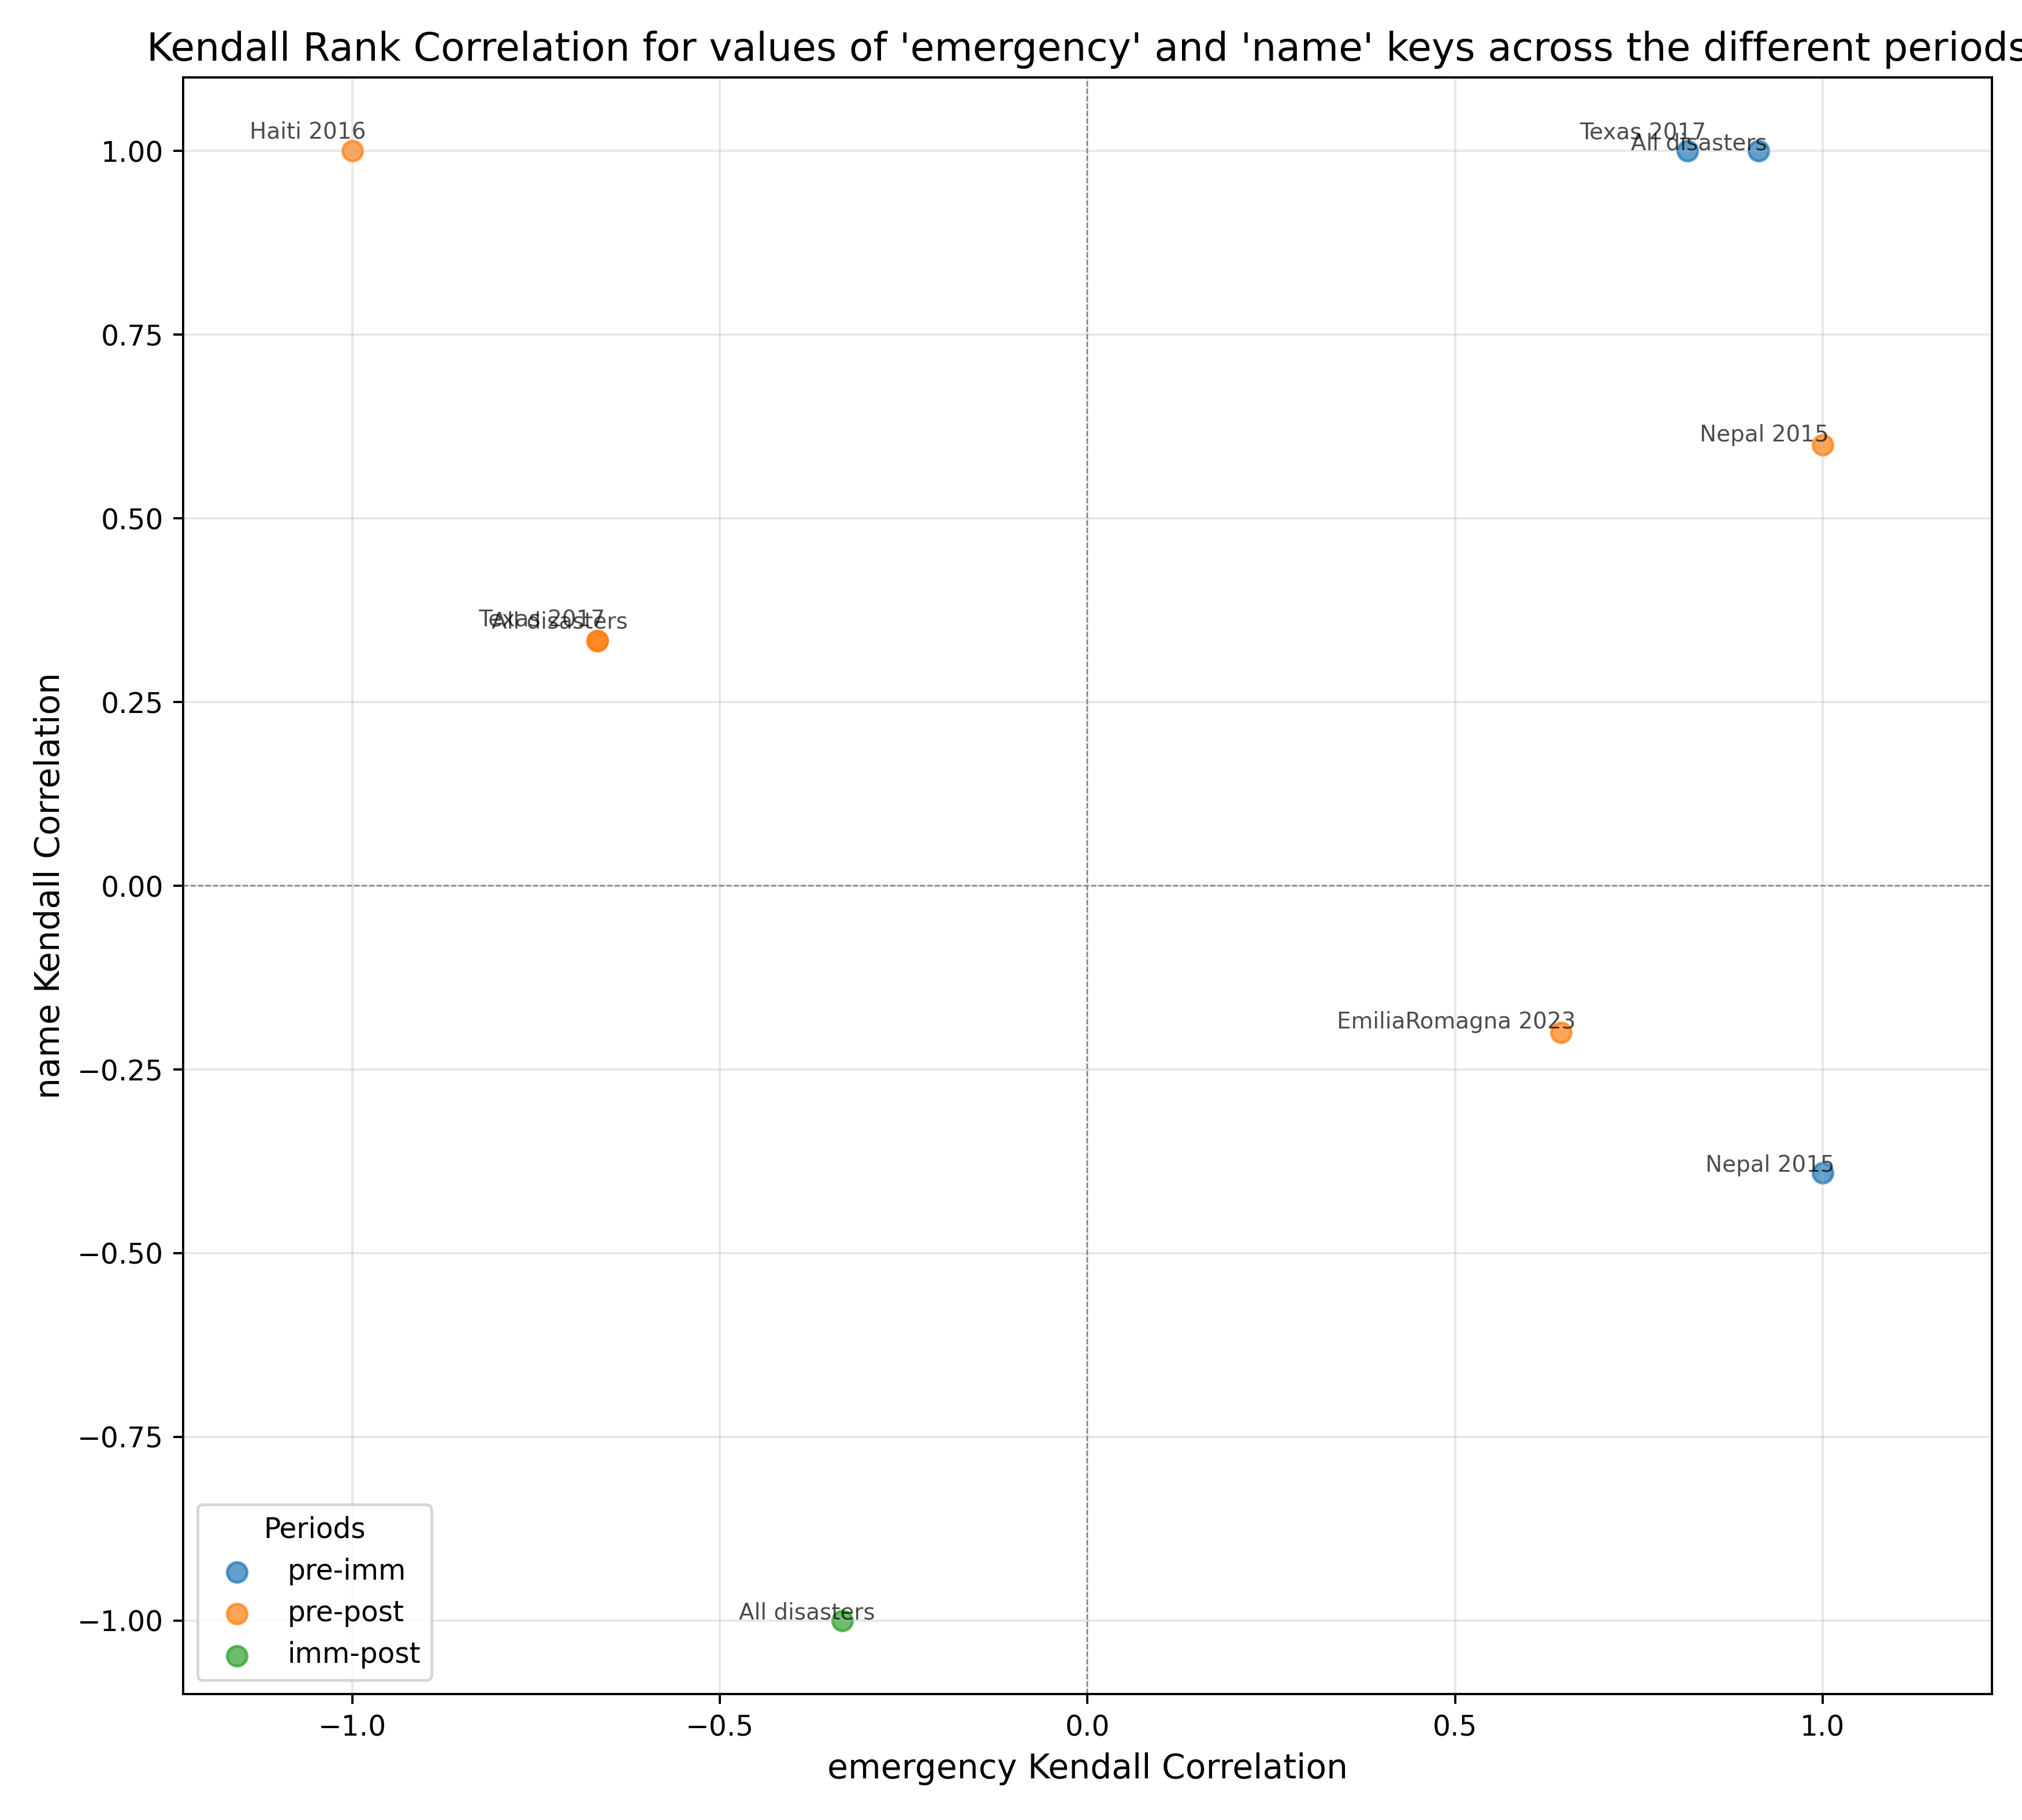 Kendall Rank Correlation for values of 'emergency' and 'name' keys across the different periods
Haiti 2016
Texas 2017
All disasters
Nepal 2015
Texas 2017
All disasters
EmiliaRomagna 2023
Nepal 2015
All disasters
1.00
0.75
0.50
0.25
0.00
−0.25
−0.50
−0.75
−1.00
name Kendall Correlation
Periods
pre-imm
pre-post
imm-post
−1.0
−0.5
0.0
0.5
1.0
emergency Kendall Correlation